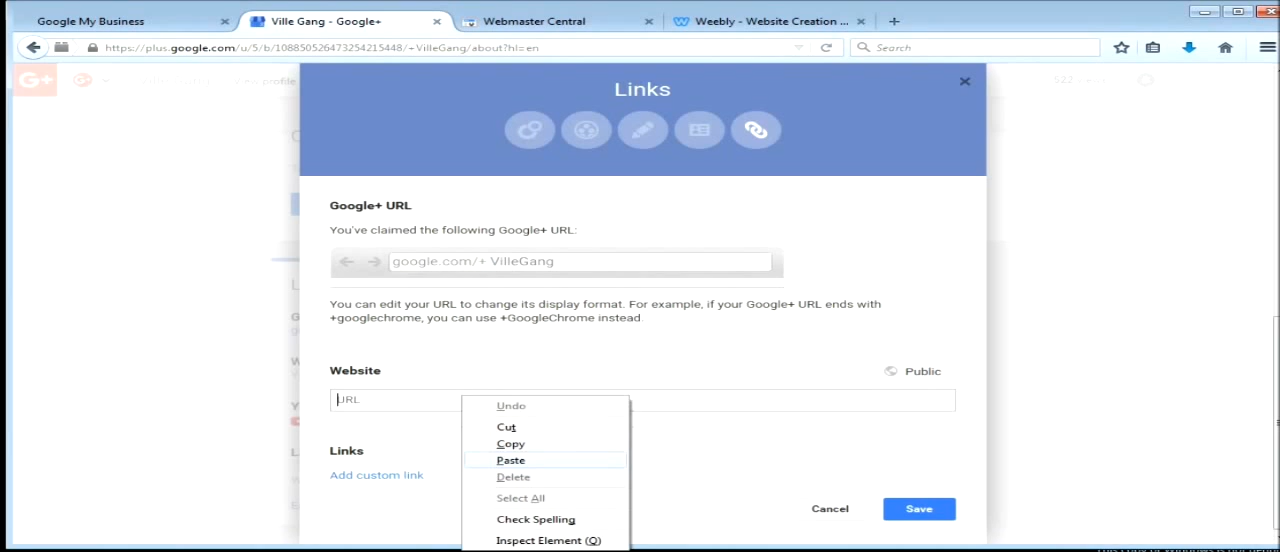 Google My Business
Ville Gang - Google+
Webmaster Central
Weebly - Website Creation ...
https://plus.google.com/u/5/b/108850526473254215448/+VilleGang/about?hl=en
Search
G+
profile
Links
Google+ URL
You've claimed the following Google+ URL:
google.com/+ VilleGang
You can edit your URL to change its display format. For example, if your Google+ URL ends with
+googlechrome, you can use +GoogleChrome instead.
Website
Public
URL
Undo
Cut
Copy
Paste
Delete
Select All
Check Spelling
Inspect Element (Q)
Links
Add custom link
Cancel
Save